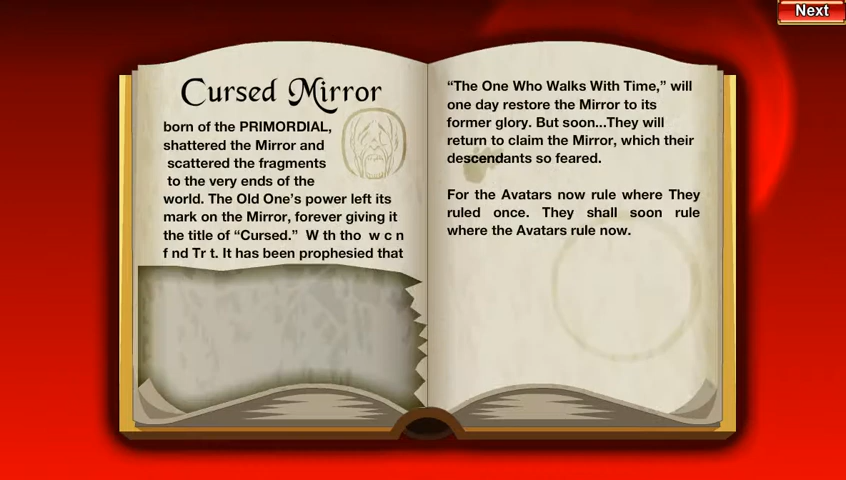 Next
Cursed Mirror
born of the PRIMORDIAL,
shattered the Mirror and
scattered the fragments
to the very ends of the
world. The Old One's power left its
mark on the Mirror, forever giving it
the title of “Cursed.” W th tho w c n
f nd Tr t. It has been prophesied that
“The One Who Walks With Time,” will
one day restore the Mirror to its
former glory. But soon...They will
return to claim the Mirror, which their
descendants so feared.
For the Avatars now rule where They
ruled once. They shall soon rule
where the Avatars rule now.